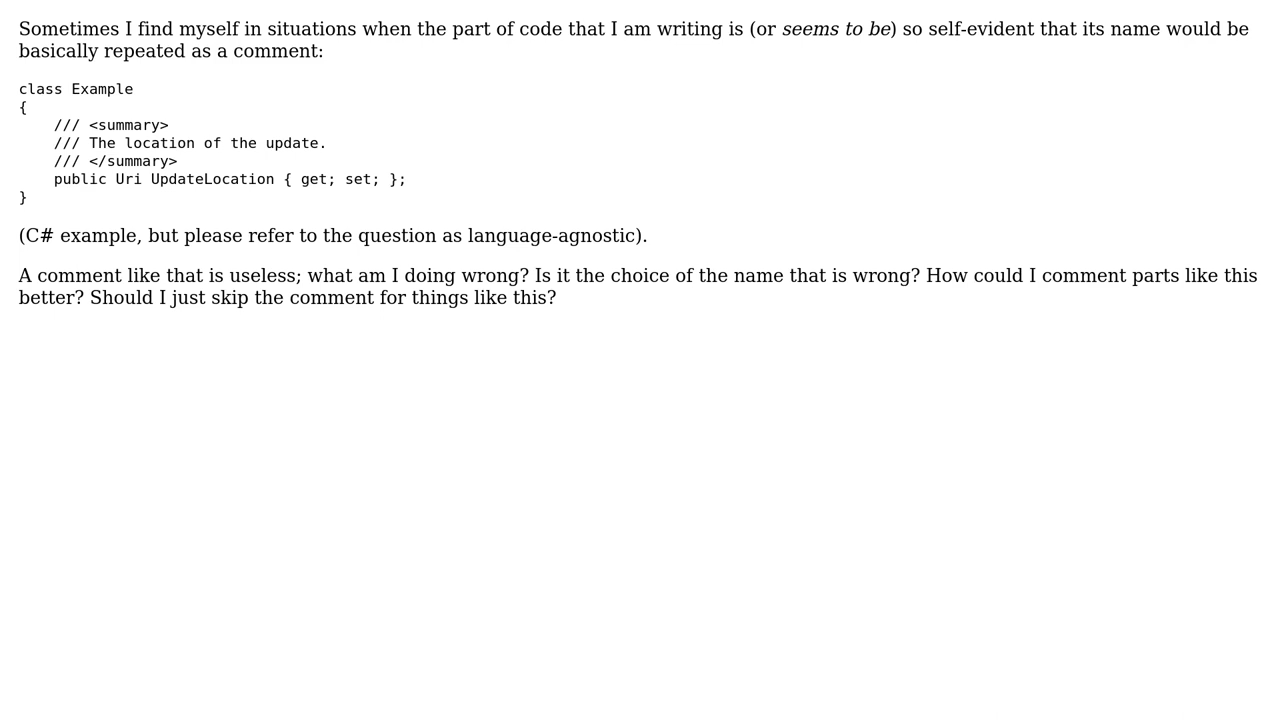 Sometimes I find myself in situations when the part of code that I am writing is (or seems to be) so self-evident that its name would be
basically repeated as a comment:
class Example
{
    /// <summary>
    /// The location of the update.
    /// </summary>
    public Uri UpdateLocation { get; set; };
}
(C# example, but please refer to the question as language-agnostic).
A comment like that is useless; what am I doing wrong? Is it the choice of the name that is wrong? How could I comment parts like this
better? Should I just skip the comment for things like this?